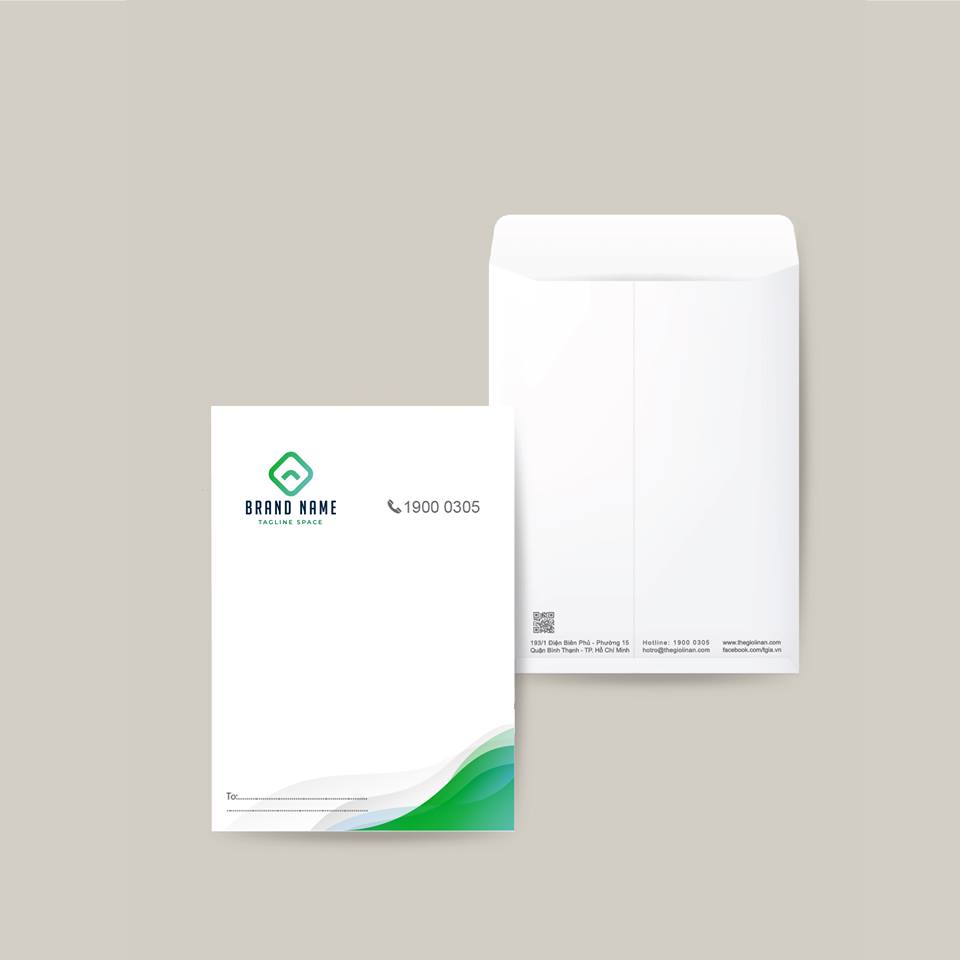 BRAND NAME
TAGLINE SPACE
1900 0305
To:
193/1 Điện Biên Phủ - Phường 15
Quận Bình Thạnh - TP. Hồ Chí Minh
Hotline: 1900 0305
hotro@thegioiinan.com
www.thegioiinan.com
facebook.com/tgia.vn